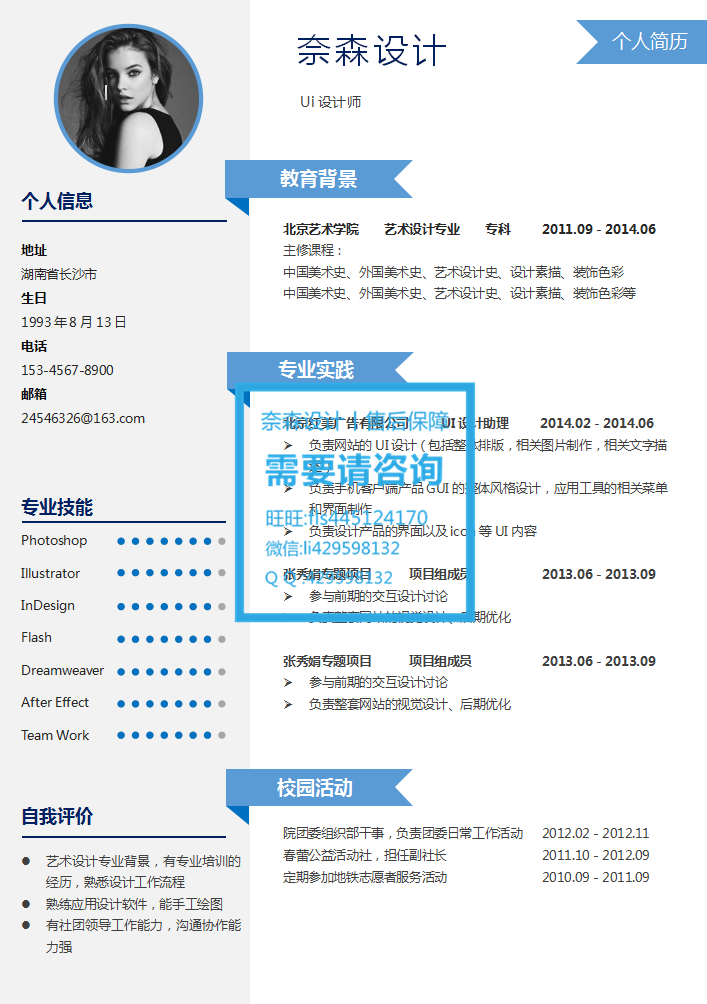 奈森设计
个人简历
Ui 设计师
个人信息
地址
湖南省长沙市
生日
1993 年 8 月 13 日
电话
153-4567-8900
邮箱
24546326@163.com
专业技能
Photoshop
Illustrator
InDesign
Flash
Dreamweaver
After Effect
Team Work
自我评价
艺术设计专业背景，有专业培训的
经历，熟悉设计工作流程
熟练应用设计软件，能手工绘图
有社团领导工作能力，沟通协作能
力强
教育背景
北京艺术学院 艺术设计专业 专科 2011.09 - 2014.06
主修课程：
中国美术史、外国美术史、艺术设计史、设计素描、装饰色彩
中国美术史、外国美术史、艺术设计史、设计素描、装饰色彩等
专业实践
北京红美广告有限公司 UI 设计助理 2014.02 - 2014.06
负责网站的 UI 设计（包括整体排版，相关图片制作，相关文字描
负责手机客户端产品 GUI 的整体风格设计，应用工具的相关菜单
和界面制作
负责设计产品的界面以及 icon 等 UI 内容
张秀娟专题项目 项目组成员 2013.06 - 2013.09
参与前期的交互设计讨论
负责整套网站的视觉设计、后期优化
张秀娟专题项目 项目组成员 2013.06 - 2013.09
参与前期的交互设计讨论
负责整套网站的视觉设计、后期优化
奈森设计 | 售后保障
需要请咨询
旺旺:fls445124170
微信:li429598132
Q Q :429598132
校园活动
院团委组织部干事，负责团委日常工作活动 2012.02 - 2012.11
春蕾公益活动社，担任副社长 2011.10 - 2012.09
定期参加地铁志愿者服务活动 2010.09 - 2011.09